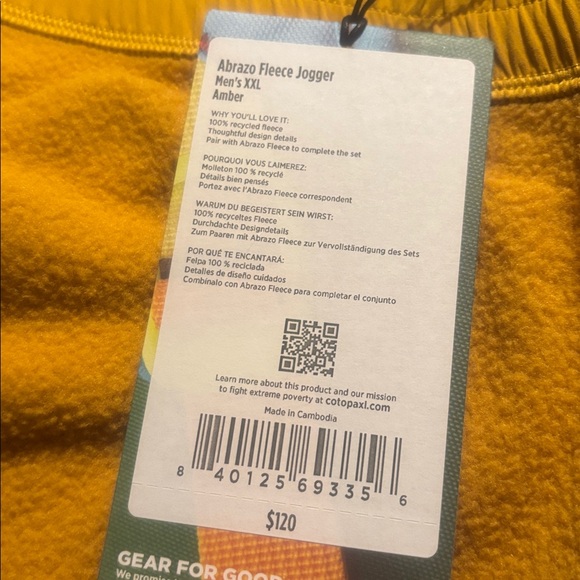 Abrazo Fleece Jogger
Men's XXL
Amber
WHY YOU'LL LOVE IT:
100% recycled fleece
Thoughtful design details
Pair with Abrazo Fleece to complete the set
POURQUOI VOUS L'AIMEREZ:
Molleton 100 % recyclé
Détails bien pensés
Portez avec l'Abrazo Fleece correspondent
WARUM DU BEGEISTERT SEIN WIRST:
100% recyceltes Fleece
Durchdachte Designdetails
Zum Paaren mit Abrazo Fleece zur Vervollständigung des Sets
POR QUÉ TE ENCANTARÁ:
Felpa 100 % reciclada
Detalles de diseño cuidados
Combínalo con Abrazo Fleece para completar el conjunto
Learn more about this product and our mission
to fight extreme poverty at cotopaxi.com
Made in Cambodia
8 40125 69335 6
$120
GEAR FOR GOOD
We promise